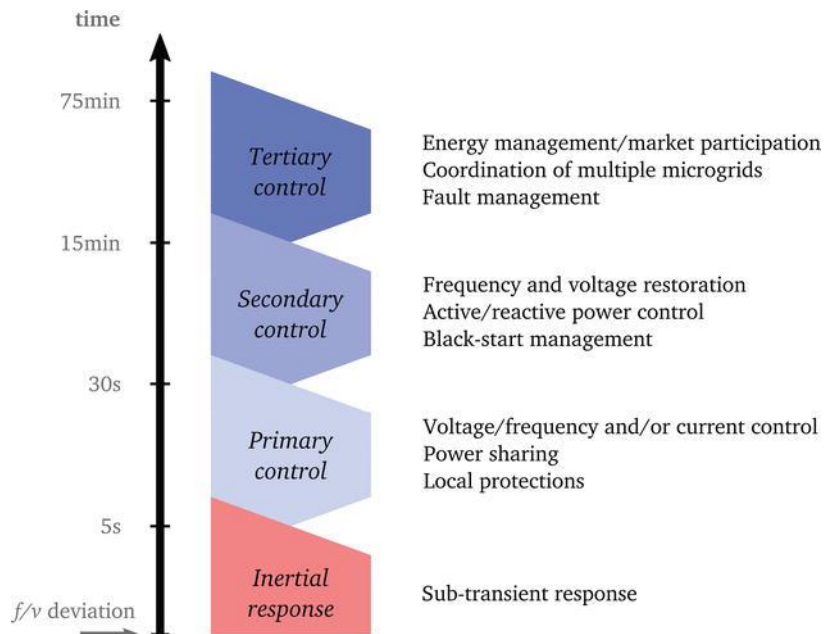 time
75min
Tertiary
control
Energy management/market participation
Coordination of multiple microgrids
Fault management
15min
Secondary
control
Frequency and voltage restoration
Active/reactive power control
Black-start management
30s
Primary
control
Voltage/frequency and/or current control
Power sharing
Local protections
5s
Inertial
response
Sub-transient response
f/v deviation